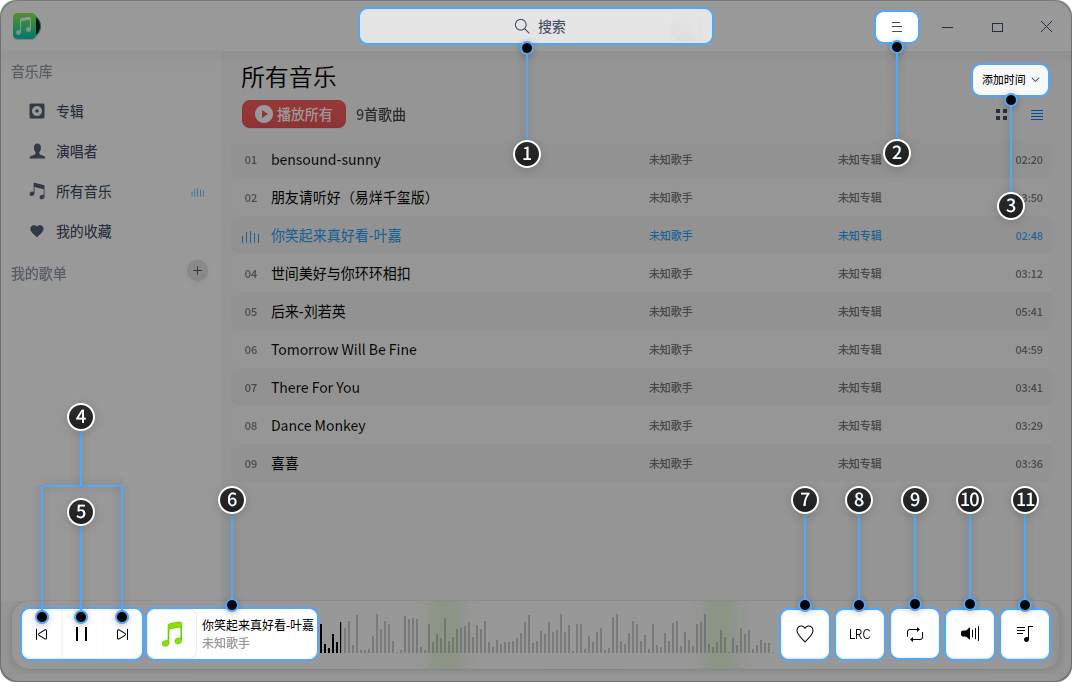 搜索
音乐库
专辑
演唱者
所有音乐
我的收藏
我的歌单
所有音乐
添加时间
播放所有 9首歌曲
01 bensound-sunny 未知歌手 未知专辑 02:20
02 朋友请听好（易烊千玺版） 未知歌手 未知专辑 :50
你笑起来真好看-叶嘉 未知歌手 未知专辑 02:48
04 世间美好与你环环相扣 未知歌手 未知专辑 03:12
05 后来-刘若英 未知歌手 未知专辑 05:41
06 Tomorrow Will Be Fine 未知歌手 未知专辑 04:59
07 There For You 未知歌手 未知专辑 03:41
08 Dance Monkey 未知歌手 未知专辑 03:29
09 喜喜 未知歌手 未知专辑 03:36
1
2
3
4
5
6
7
8
9
10
11
你笑起来真好看-叶嘉
未知歌手
LRC